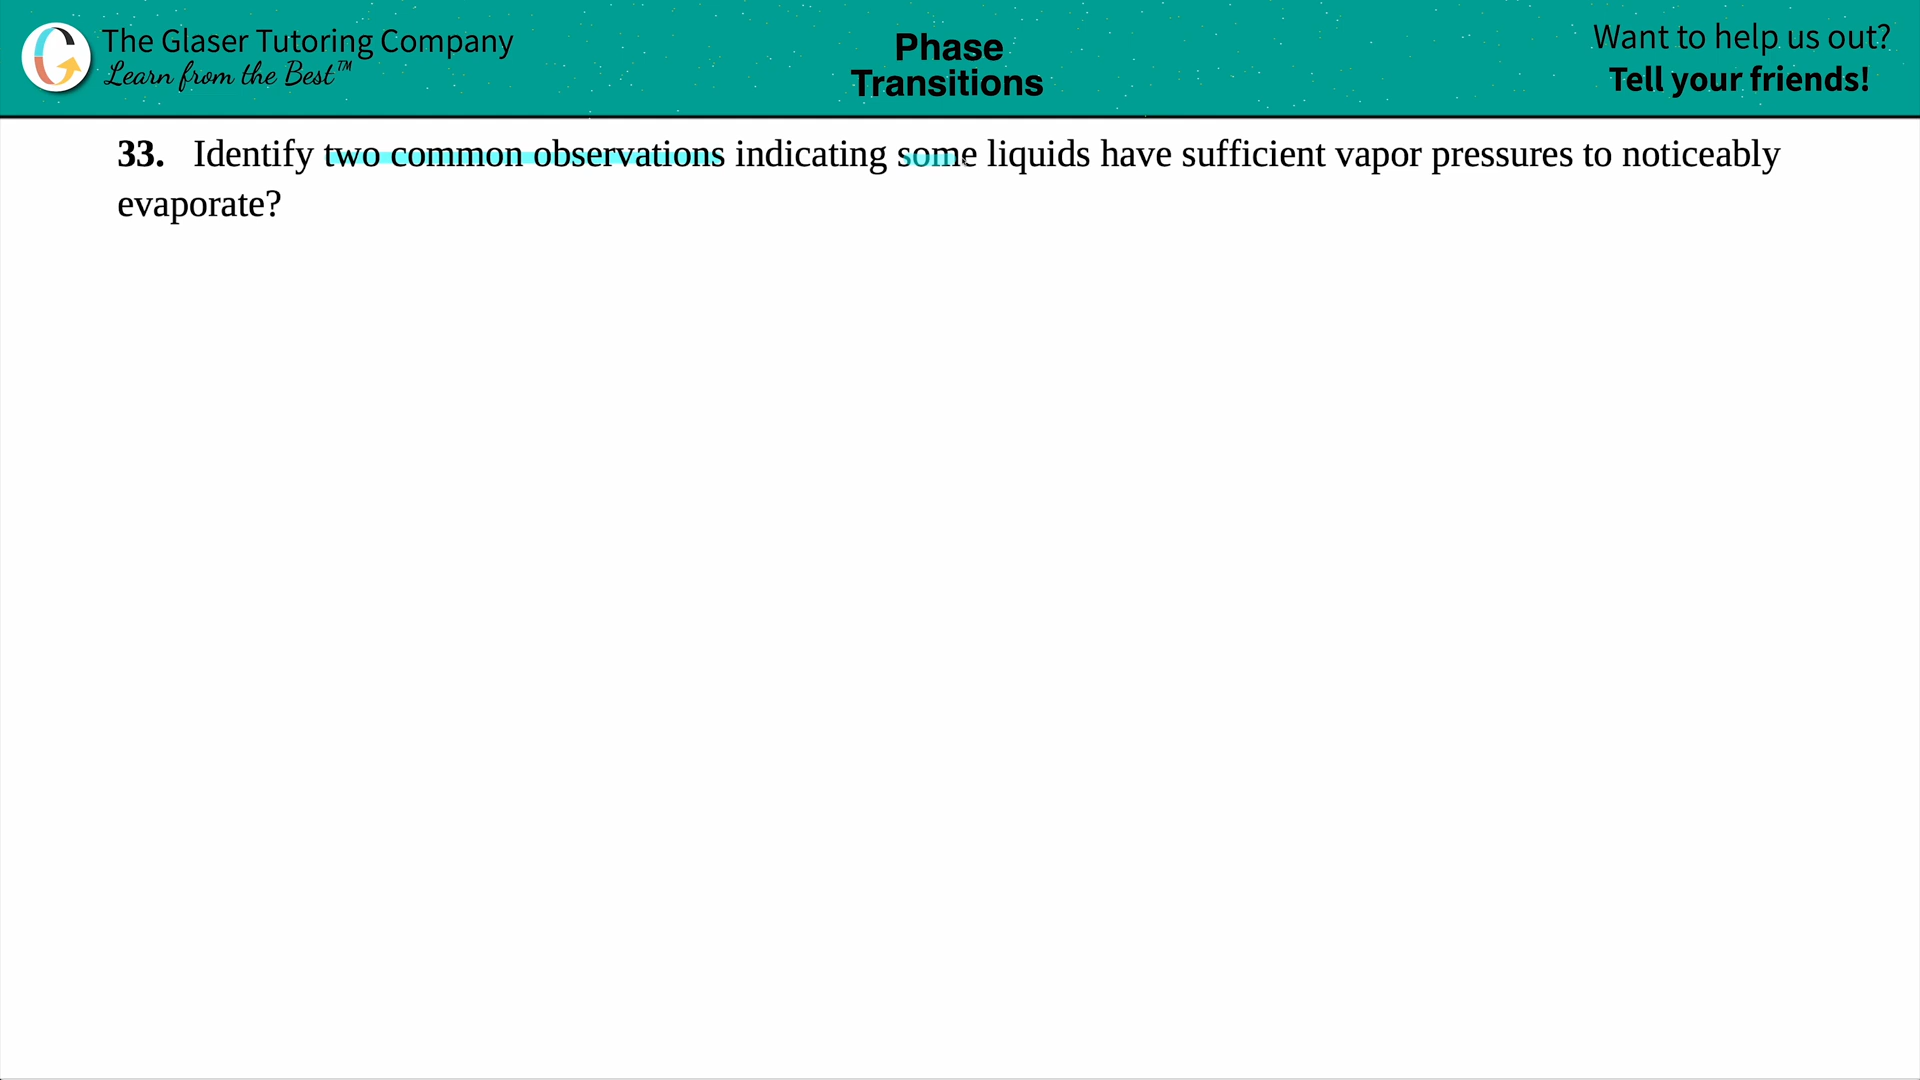 The Glaser Tutoring Company
Learn from the Best™
Phase
Transitions
Want to help us out?
Tell your friends!
33. Identify two common observations indicating some liquids have sufficient vapor pressures to noticeably
evaporate?